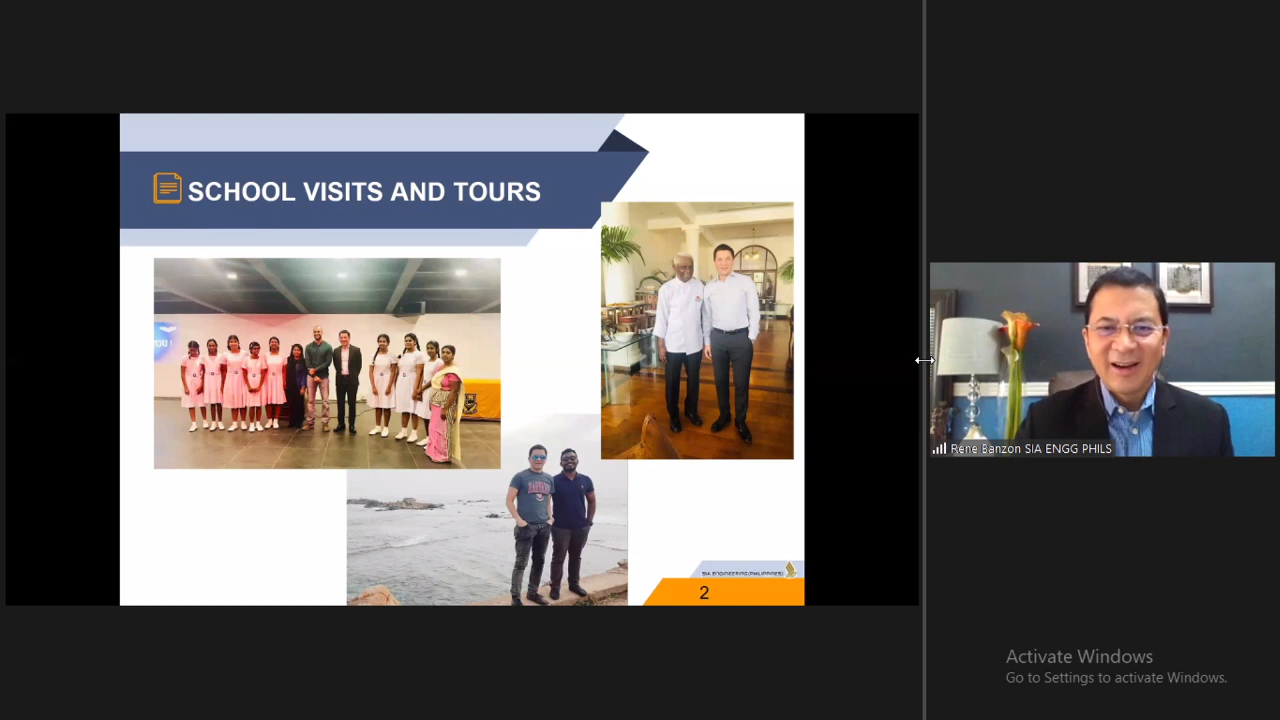 SCHOOL VISITS AND TOURS
HARVARD
SIA ENGINEERING (PHILIPPINES)
2
Rene Banzon SIA ENGG PHILS
Activate Windows
Go to Settings to activate Windows.